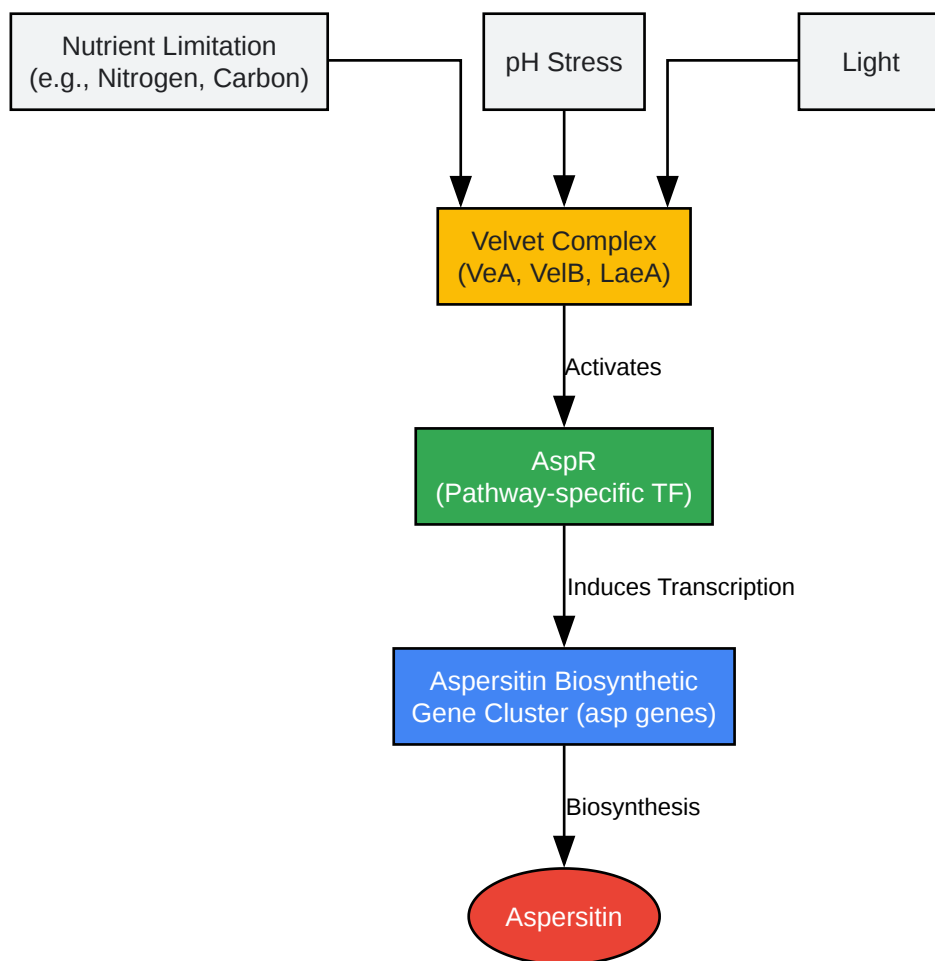 Nutrient Limitation
(e.g., Nitrogen, Carbon)
pH Stress
Light
Velvet Complex
(VeA, VelB, LaeA)
Activates
AspR
(Pathway-specific TF)
Induces Transcription
Aspersitin Biosynthetic
Gene Cluster (asp genes)
Biosynthesis
Aspersitin